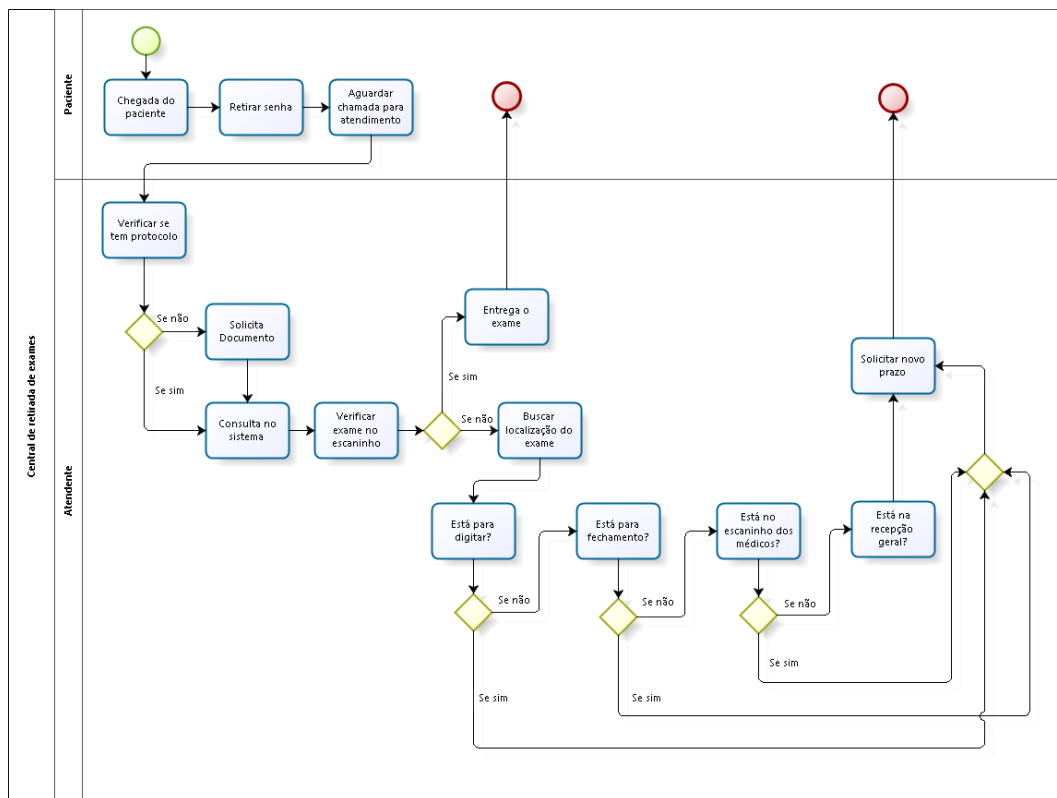 Central de retirada de exames
Paciente
Chegada do
paciente
Retirar senha
Aguardar
chamada para
atendimento
Atendente
Verificar se
tem protocolo
Se não
Solicita
Documento
Se sim
Consulta no
sistema
Verificar
exame no
escaninho
Se sim
Entrega o
exame
Se não
Buscar
localização do
exame
Está para
digitar?
Se não
Se sim
Está para
fechamento?
Se não
Se sim
Está no
escaninho dos
médicos?
Se não
Se sim
Está na
recepção
geral?
Solicitar novo
prazo